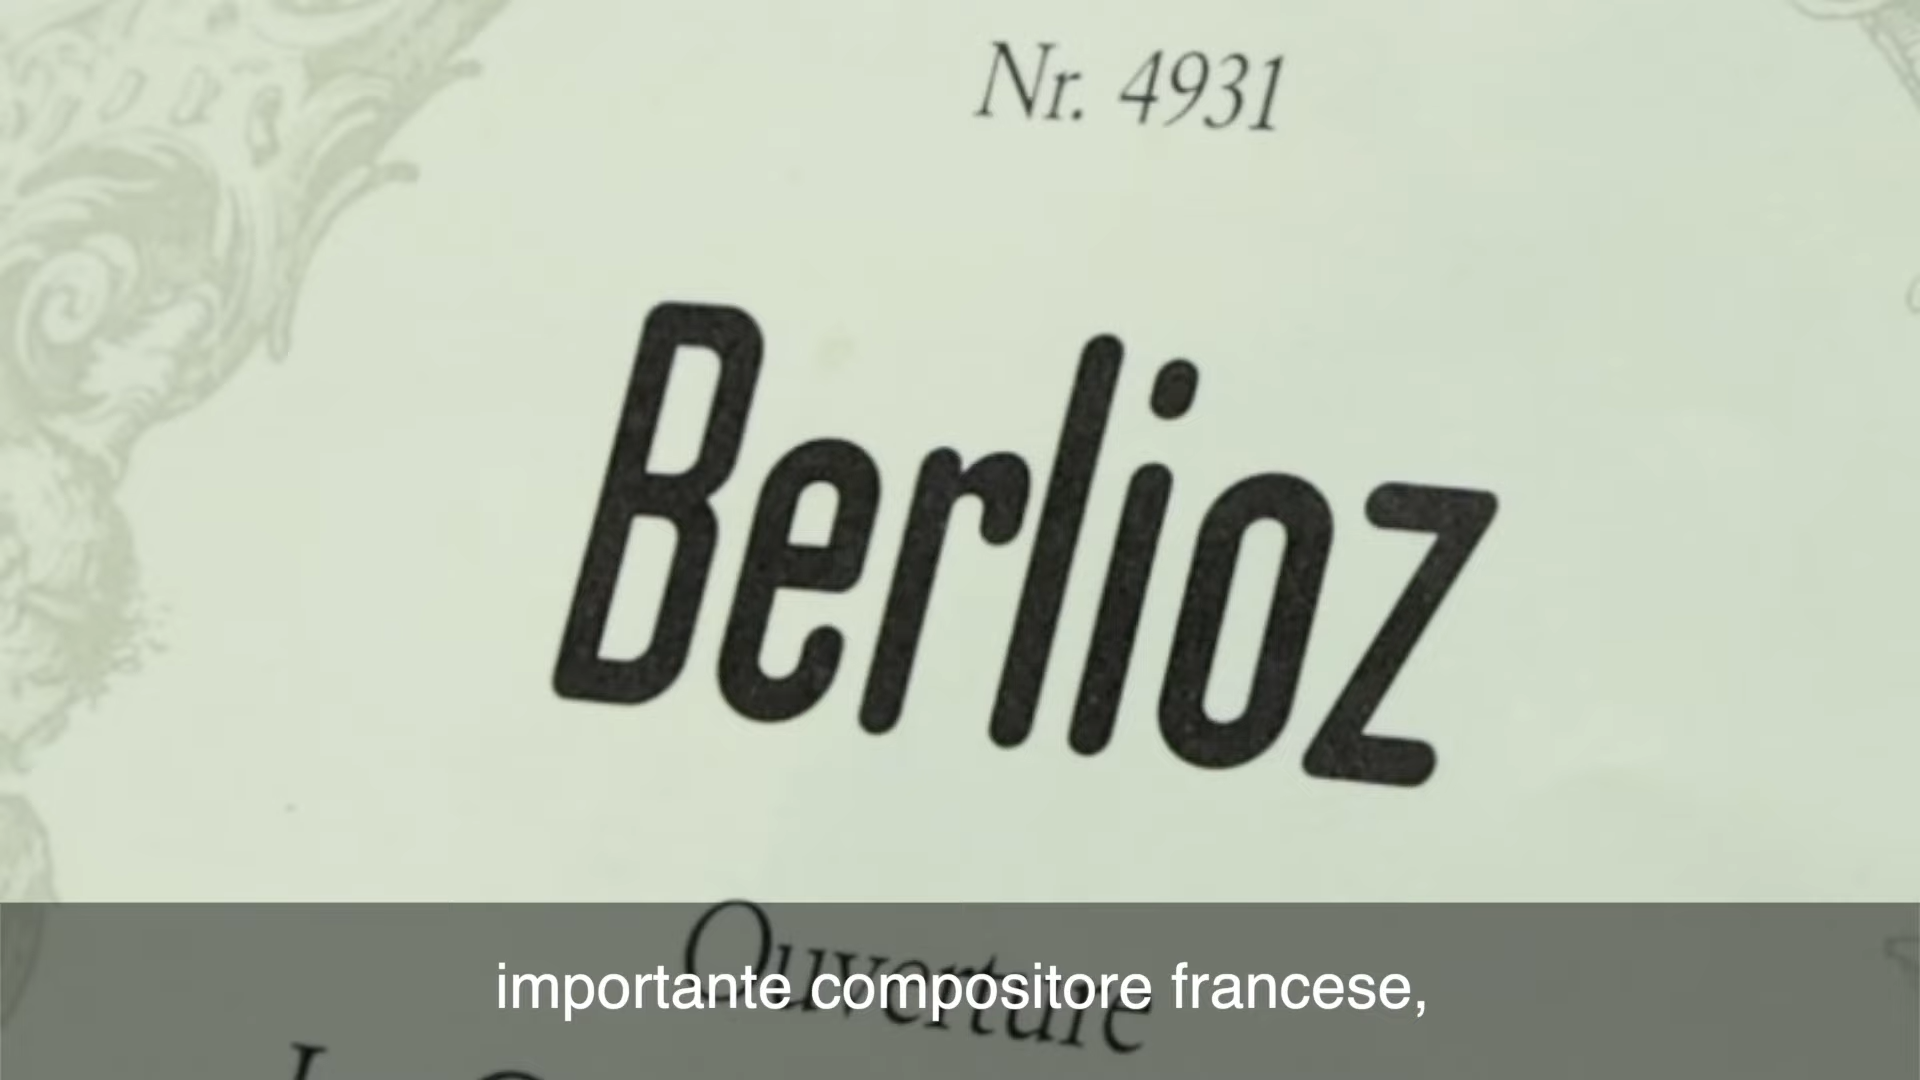 Nr. 4931
Berlioz
Ouverture
importante compositore francese,